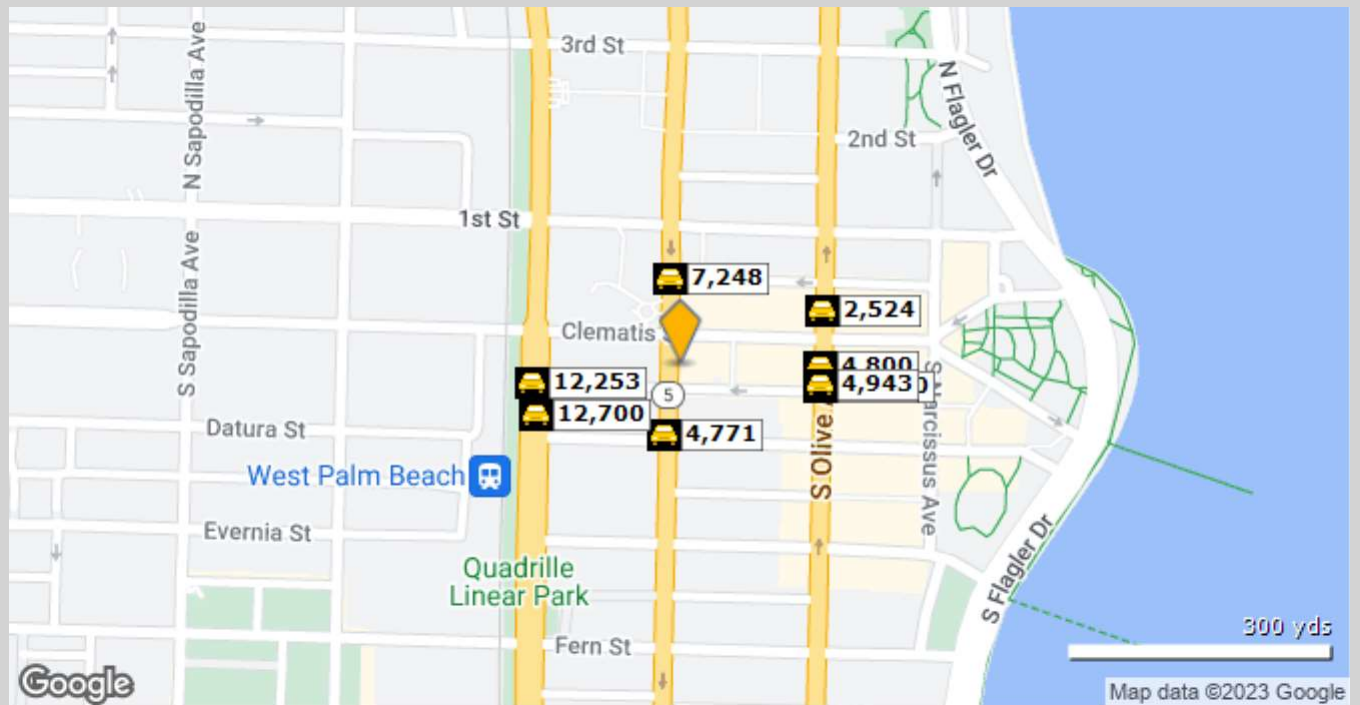 3rd St
N Sapodilla Ave
N Flagler Dr
2nd St
1st St
7,248
2,524
S Sapodilla Ave
Clematis
4,800
12,253
4,943
5
12,700
4,771
Datura St
S Olive
West Palm Beach
Evernia St
Quadrille
Linear Park
S Flagler Dr
300 yds
Fern St
Google
Map data ©2023 Google